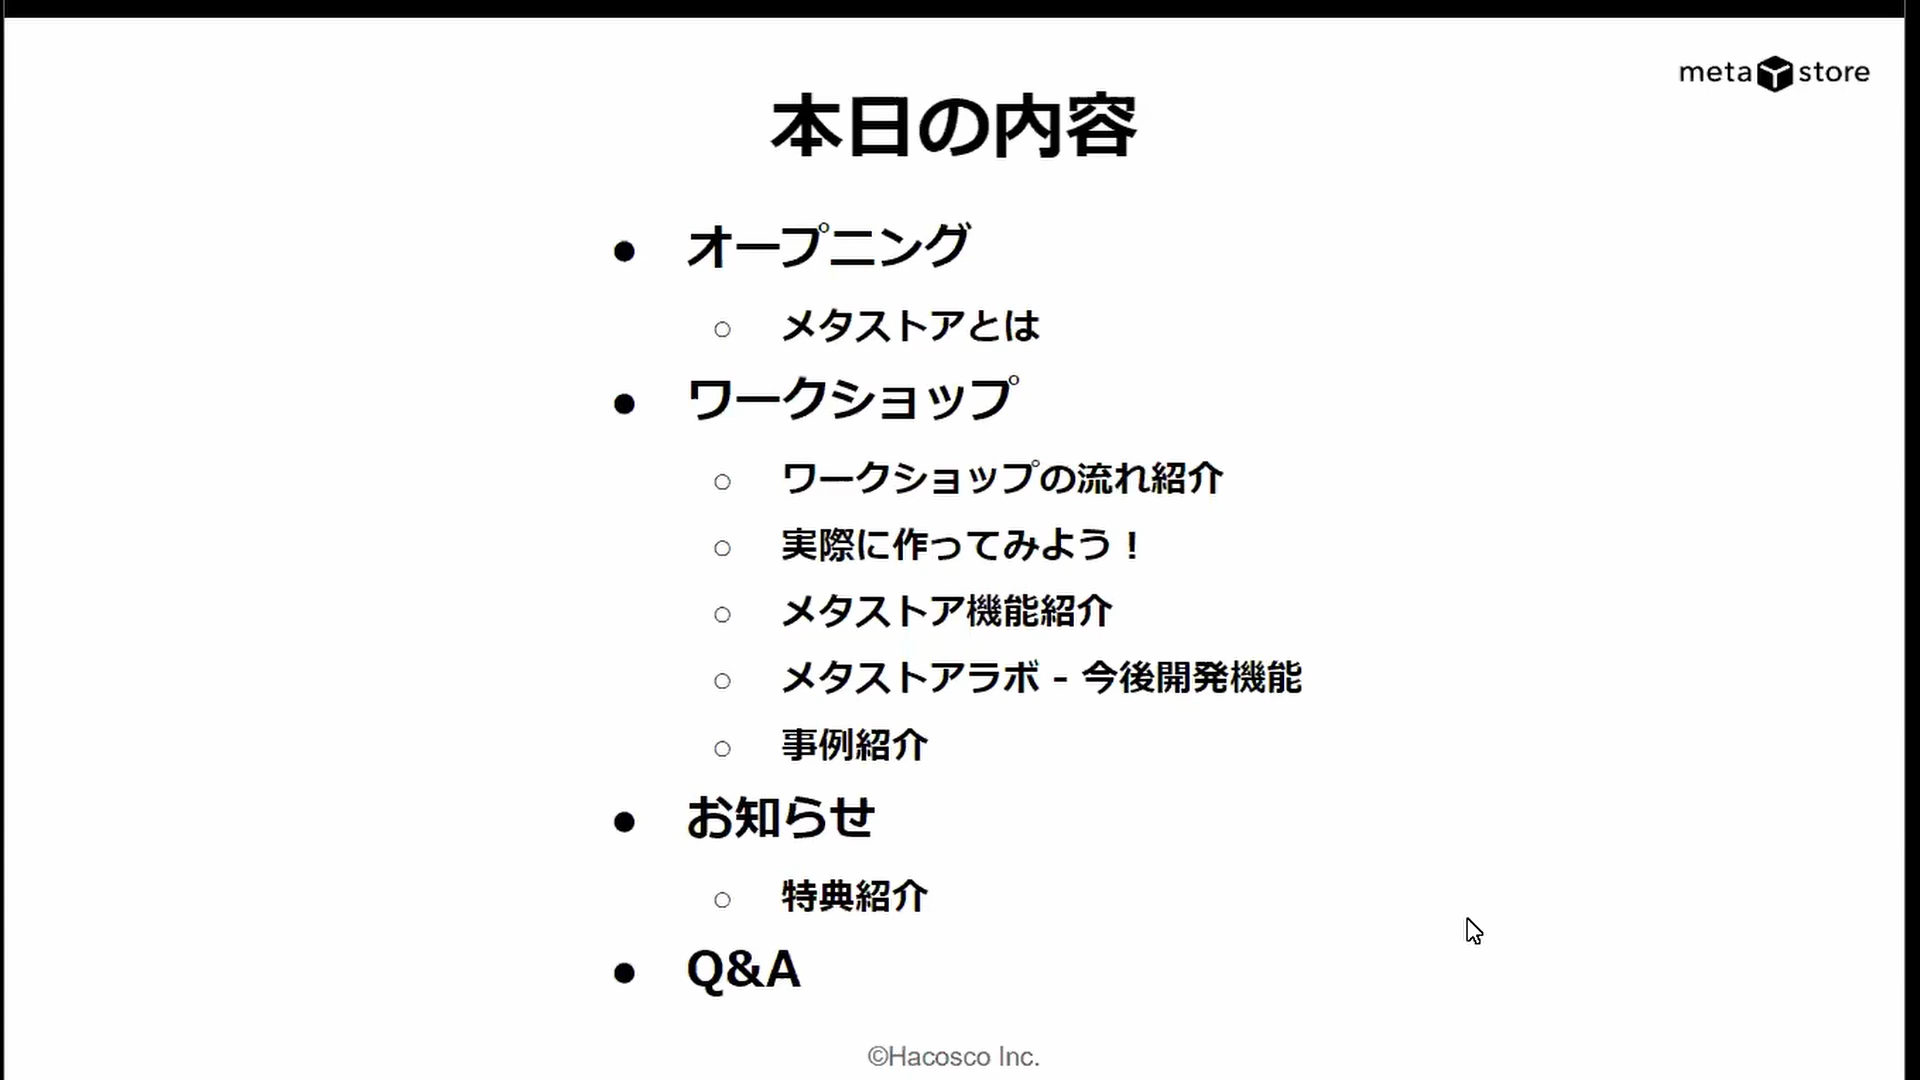 meta store
本日の内容
● オープニング
○ メタストアとは
● ワークショップ
○ ワークショップの流れ紹介
○ 実際に作ってみよう！
○ メタストア機能紹介
○ メタストアラボ - 今後開発機能
○ 事例紹介
● お知らせ
○ 特典紹介
● Q&A
©Hacosco Inc.